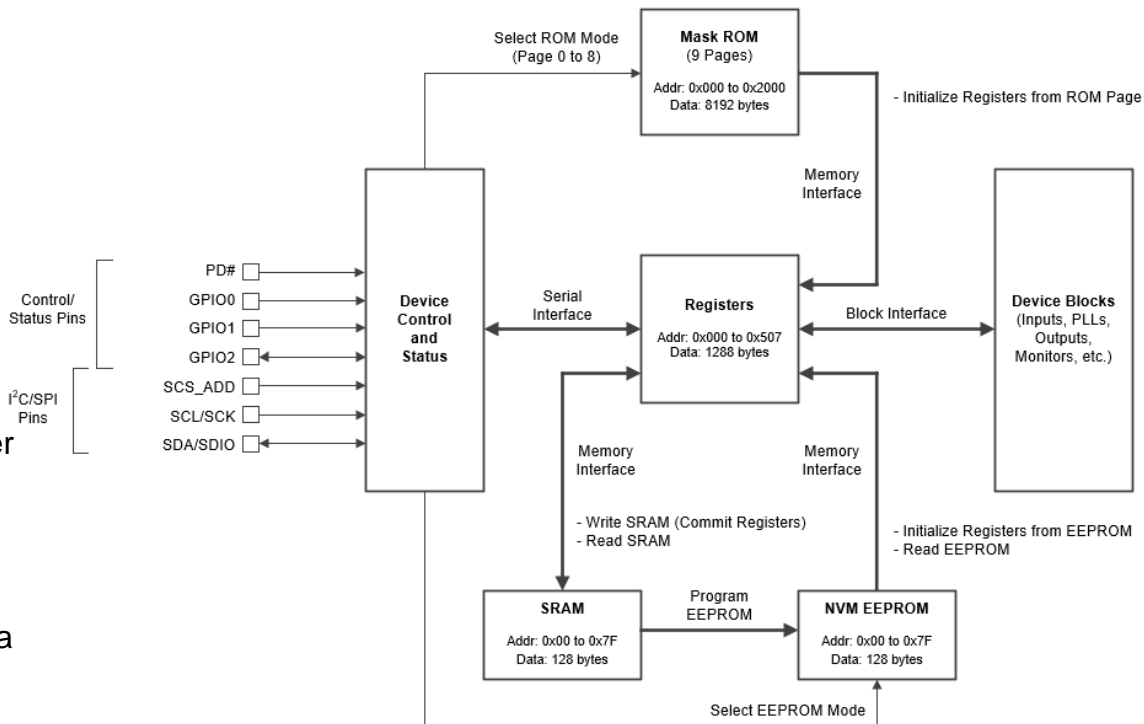 Select ROM Mode
(Page 0 to 8)
Mask ROM
(9 Pages)
Addr: 0x000 to 0x2000
Data: 8192 bytes
- Initialize Registers from ROM Page
Memory
Interface
Control/
Status Pins
PD#
GPIO0
GPIO1
GPIO2
I²C/SPI
Pins
SCS_ADD
SCL/SCK
SDA/SDIO
er
Device
Control
and
Status
Serial
Interface
Registers
Addr: 0x000 to 0x507
Data: 1288 bytes
Block Interface
Device Blocks
(Inputs, PLLs,
Outputs,
Monitors, etc.)
Memory
Interface
- Write SRAM (Commit Registers)
- Read SRAM
Memory
Interface
- Initialize Registers from EEPROM
- Read EEPROM
a
SRAM
Addr: 0x00 to 0x7F
Data: 128 bytes
Program
EEPROM
NVM EEPROM
Addr: 0x00 to 0x7F
Data: 128 bytes
Select EEPROM Mode